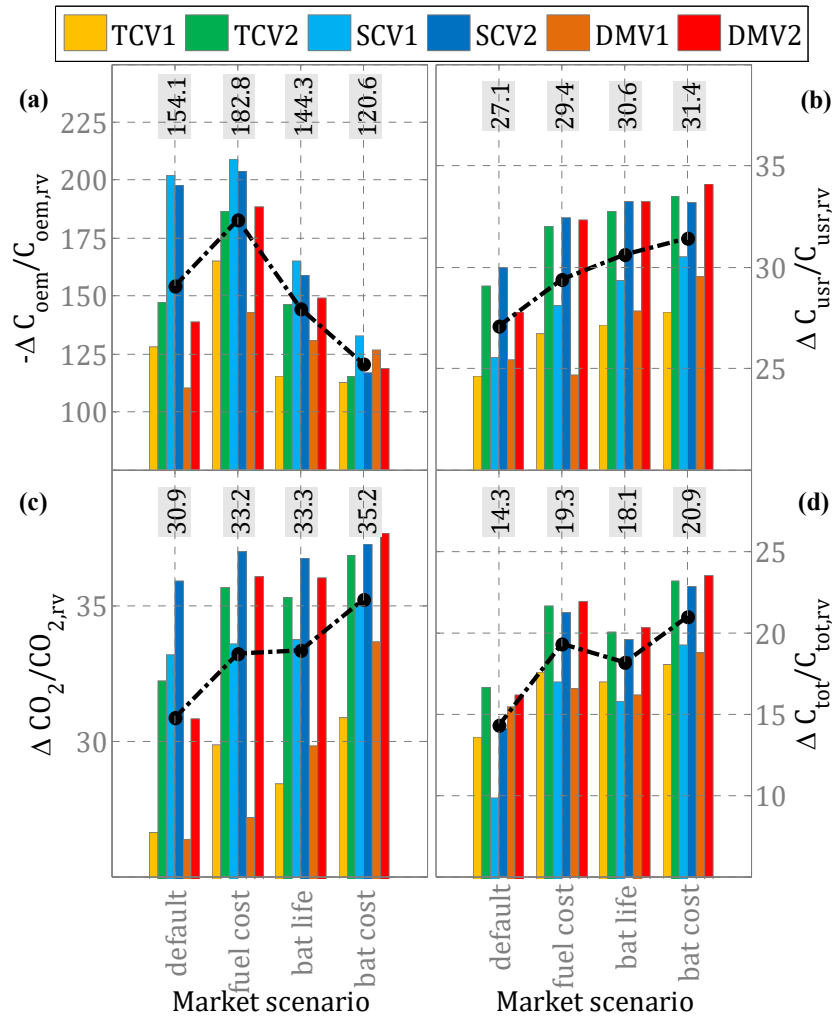 TCV1 TCV2 SCV1 SCV2 DMV1 DMV2
(a)
154.1 182.8 144.3 120.6
225
200
175
150
125
100
-Δ C_oem/C_oem,rv
(b)
27.1 29.4 30.6 31.4
35
30
25
Δ C_usr/C_usr,rv
(c)
30.9 33.2 33.3 35.2
35
30
Δ CO_2/CO_2,rv
default fuel cost bat life bat cost
Market scenario
(d)
14.3 19.3 18.1 20.9
25
20
15
10
Δ C_tot/C_tot,rv
default fuel cost bat life bat cost
Market scenario